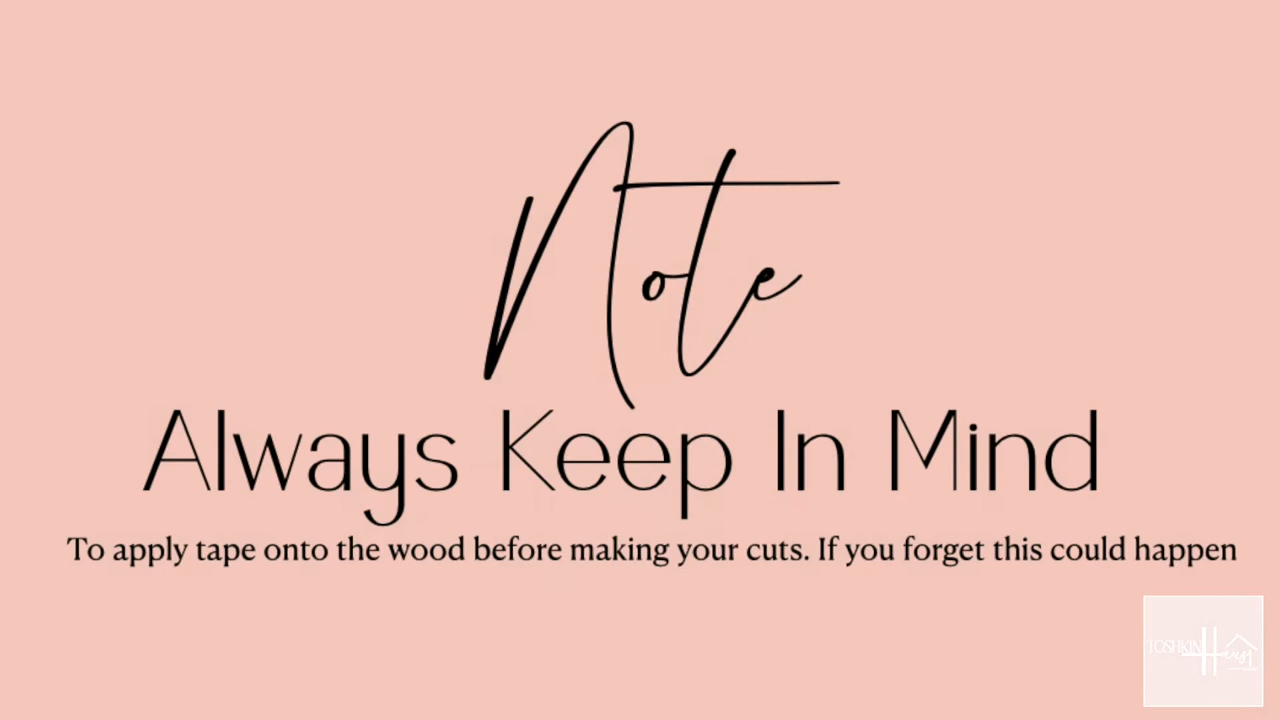 Note
Always Keep In Mind
To apply tape onto the wood before making your cuts. If you forget this could happen
TOSHKIN